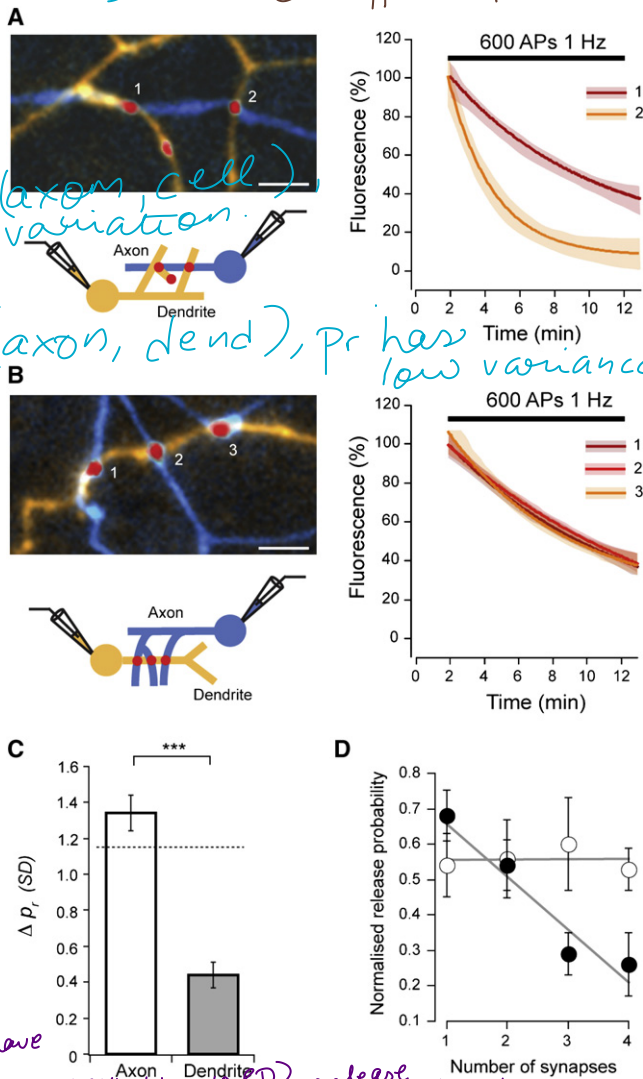 A
1
2
600 APs 1 Hz
Fluorescence (%)
120
100
80
60
40
20
0
1
2
0 2 4 6 8 10 12
Time (min)
(axon, cell),
variation.
Axon
Dendrite
(axon, dend), pr has
low variance
B
1
2
3
600 APs 1 Hz
Fluorescence (%)
120
100
80
60
40
20
0
1
2
3
0 2 4 6 8 10 12
Time (min)
Axon
Dendrite
C
***
Δ pr (SD)
1.6
1.4
1.2
1.0
0.8
0.6
0.4
0.2
0
Axon Dendrite
D
Normalised release probability
0.8
0.7
0.6
0.5
0.4
0.3
0.2
0.1
1 2 3 4
Number of synapses
release